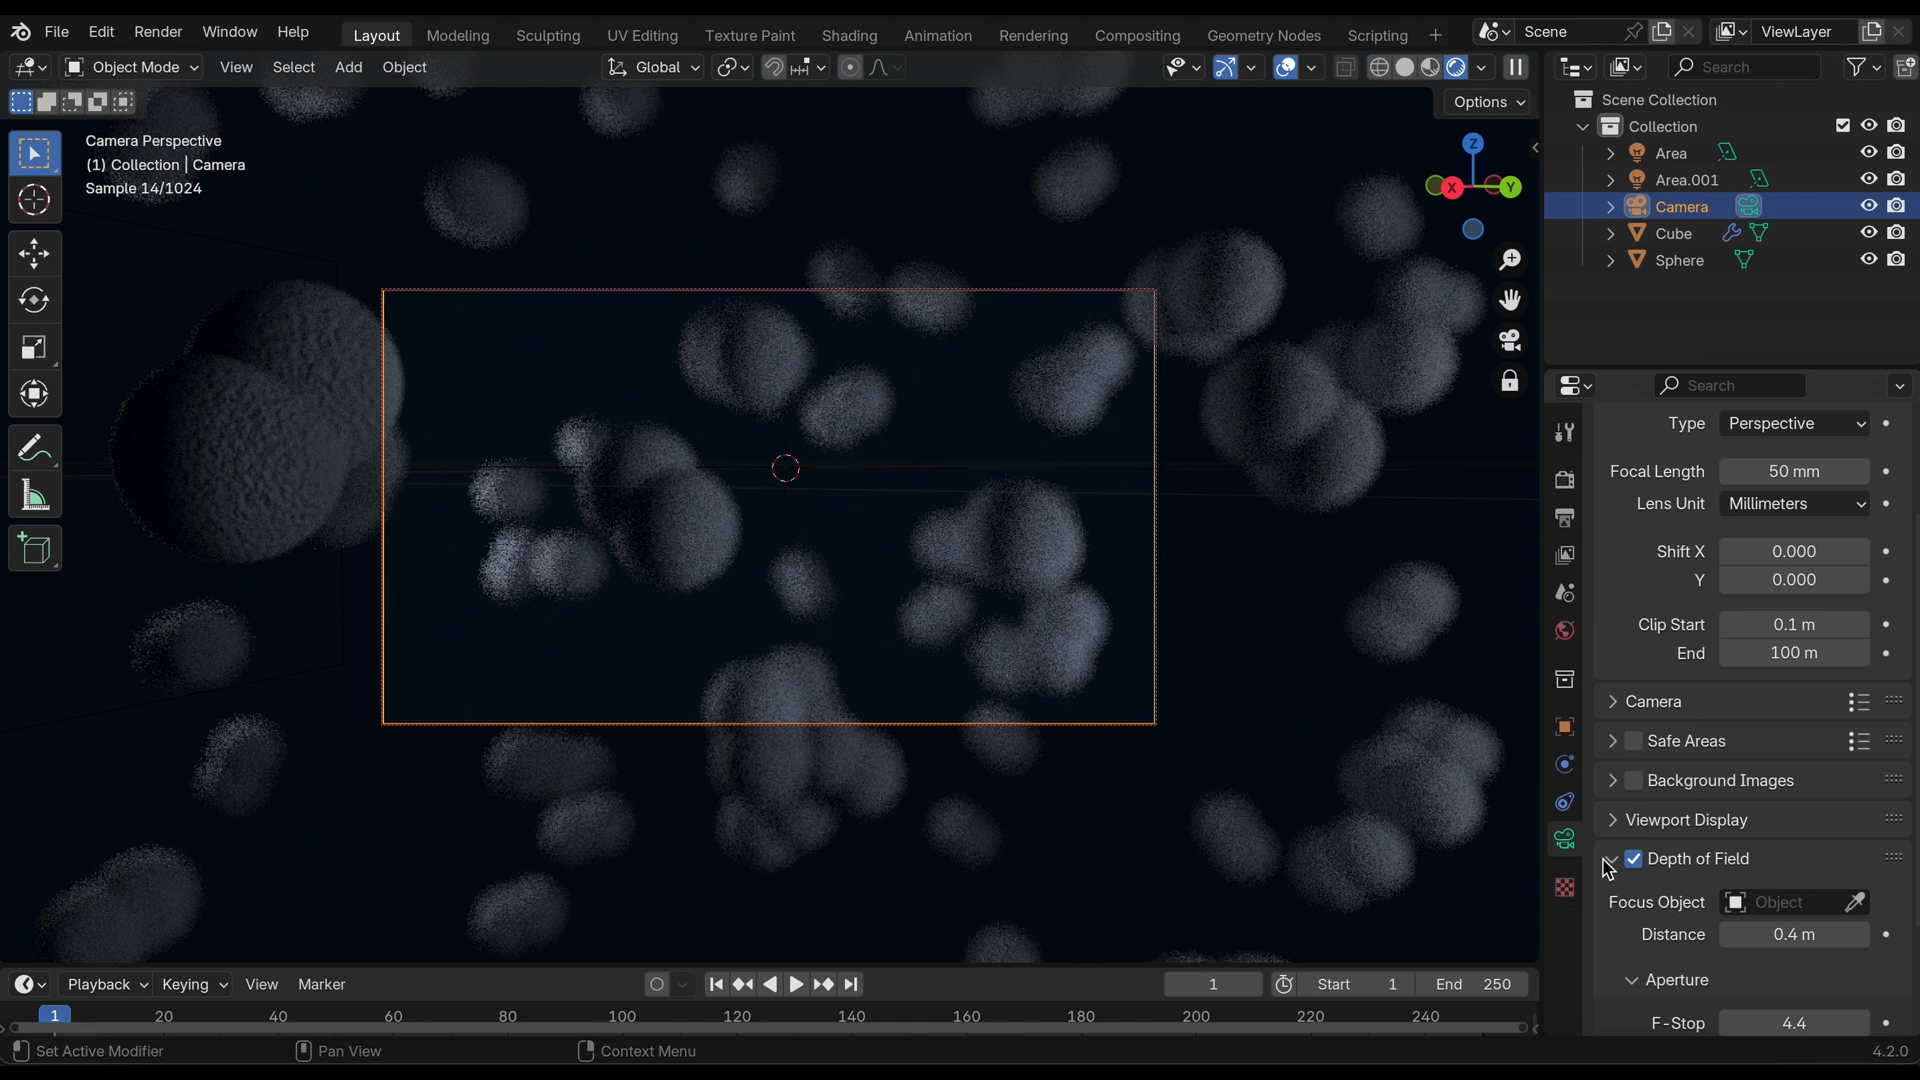 File Edit Render Window Help Layout Modeling Sculpting UV Editing Texture Paint Shading Animation Rendering Compositing Geometry Nodes Scripting + Scene ViewLayer
Object Mode View Select Add Object Global Search
Options
Camera Perspective
(1) Collection | Camera
Sample 14/1024
Z
X
Y
Scene Collection
Collection
Area
Area.001
Camera
Cube
Sphere
Search
Type Perspective
Focal Length 50 mm
Lens Unit Millimeters
Shift X 0.000
Y 0.000
Clip Start 0.1 m
End 100 m
Camera
Safe Areas
Background Images
Viewport Display
Depth of Field
Focus Object Object
Distance 0.4 m
Aperture
F-Stop 4.4
Playback Keying View Marker 1 Start 1 End 250
1 20 40 60 80 100 120 140 160 180 200 220 240
Set Active Modifier Pan View Context Menu 4.2.0